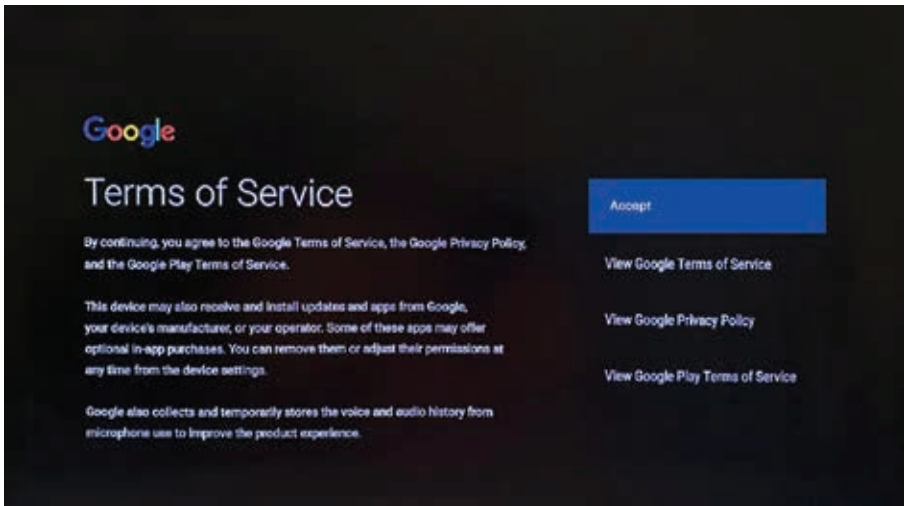 Google
Terms of Service
By continuing, you agree to the Google Terms of Service, the Google Privacy Policy,
and the Google Play Terms of Service.
This device may also receive and install updates and apps from Google,
your device's manufacturer, or your operator. Some of these apps may offer
optional in-app purchases. You can remove them or adjust their permissions at
any time from the device settings.
Google also collects and temporarily stores the voice and audio history from
microphone use to improve the product experience.
Accept
View Google Terms of Service
View Google Privacy Policy
View Google Play Terms of Service